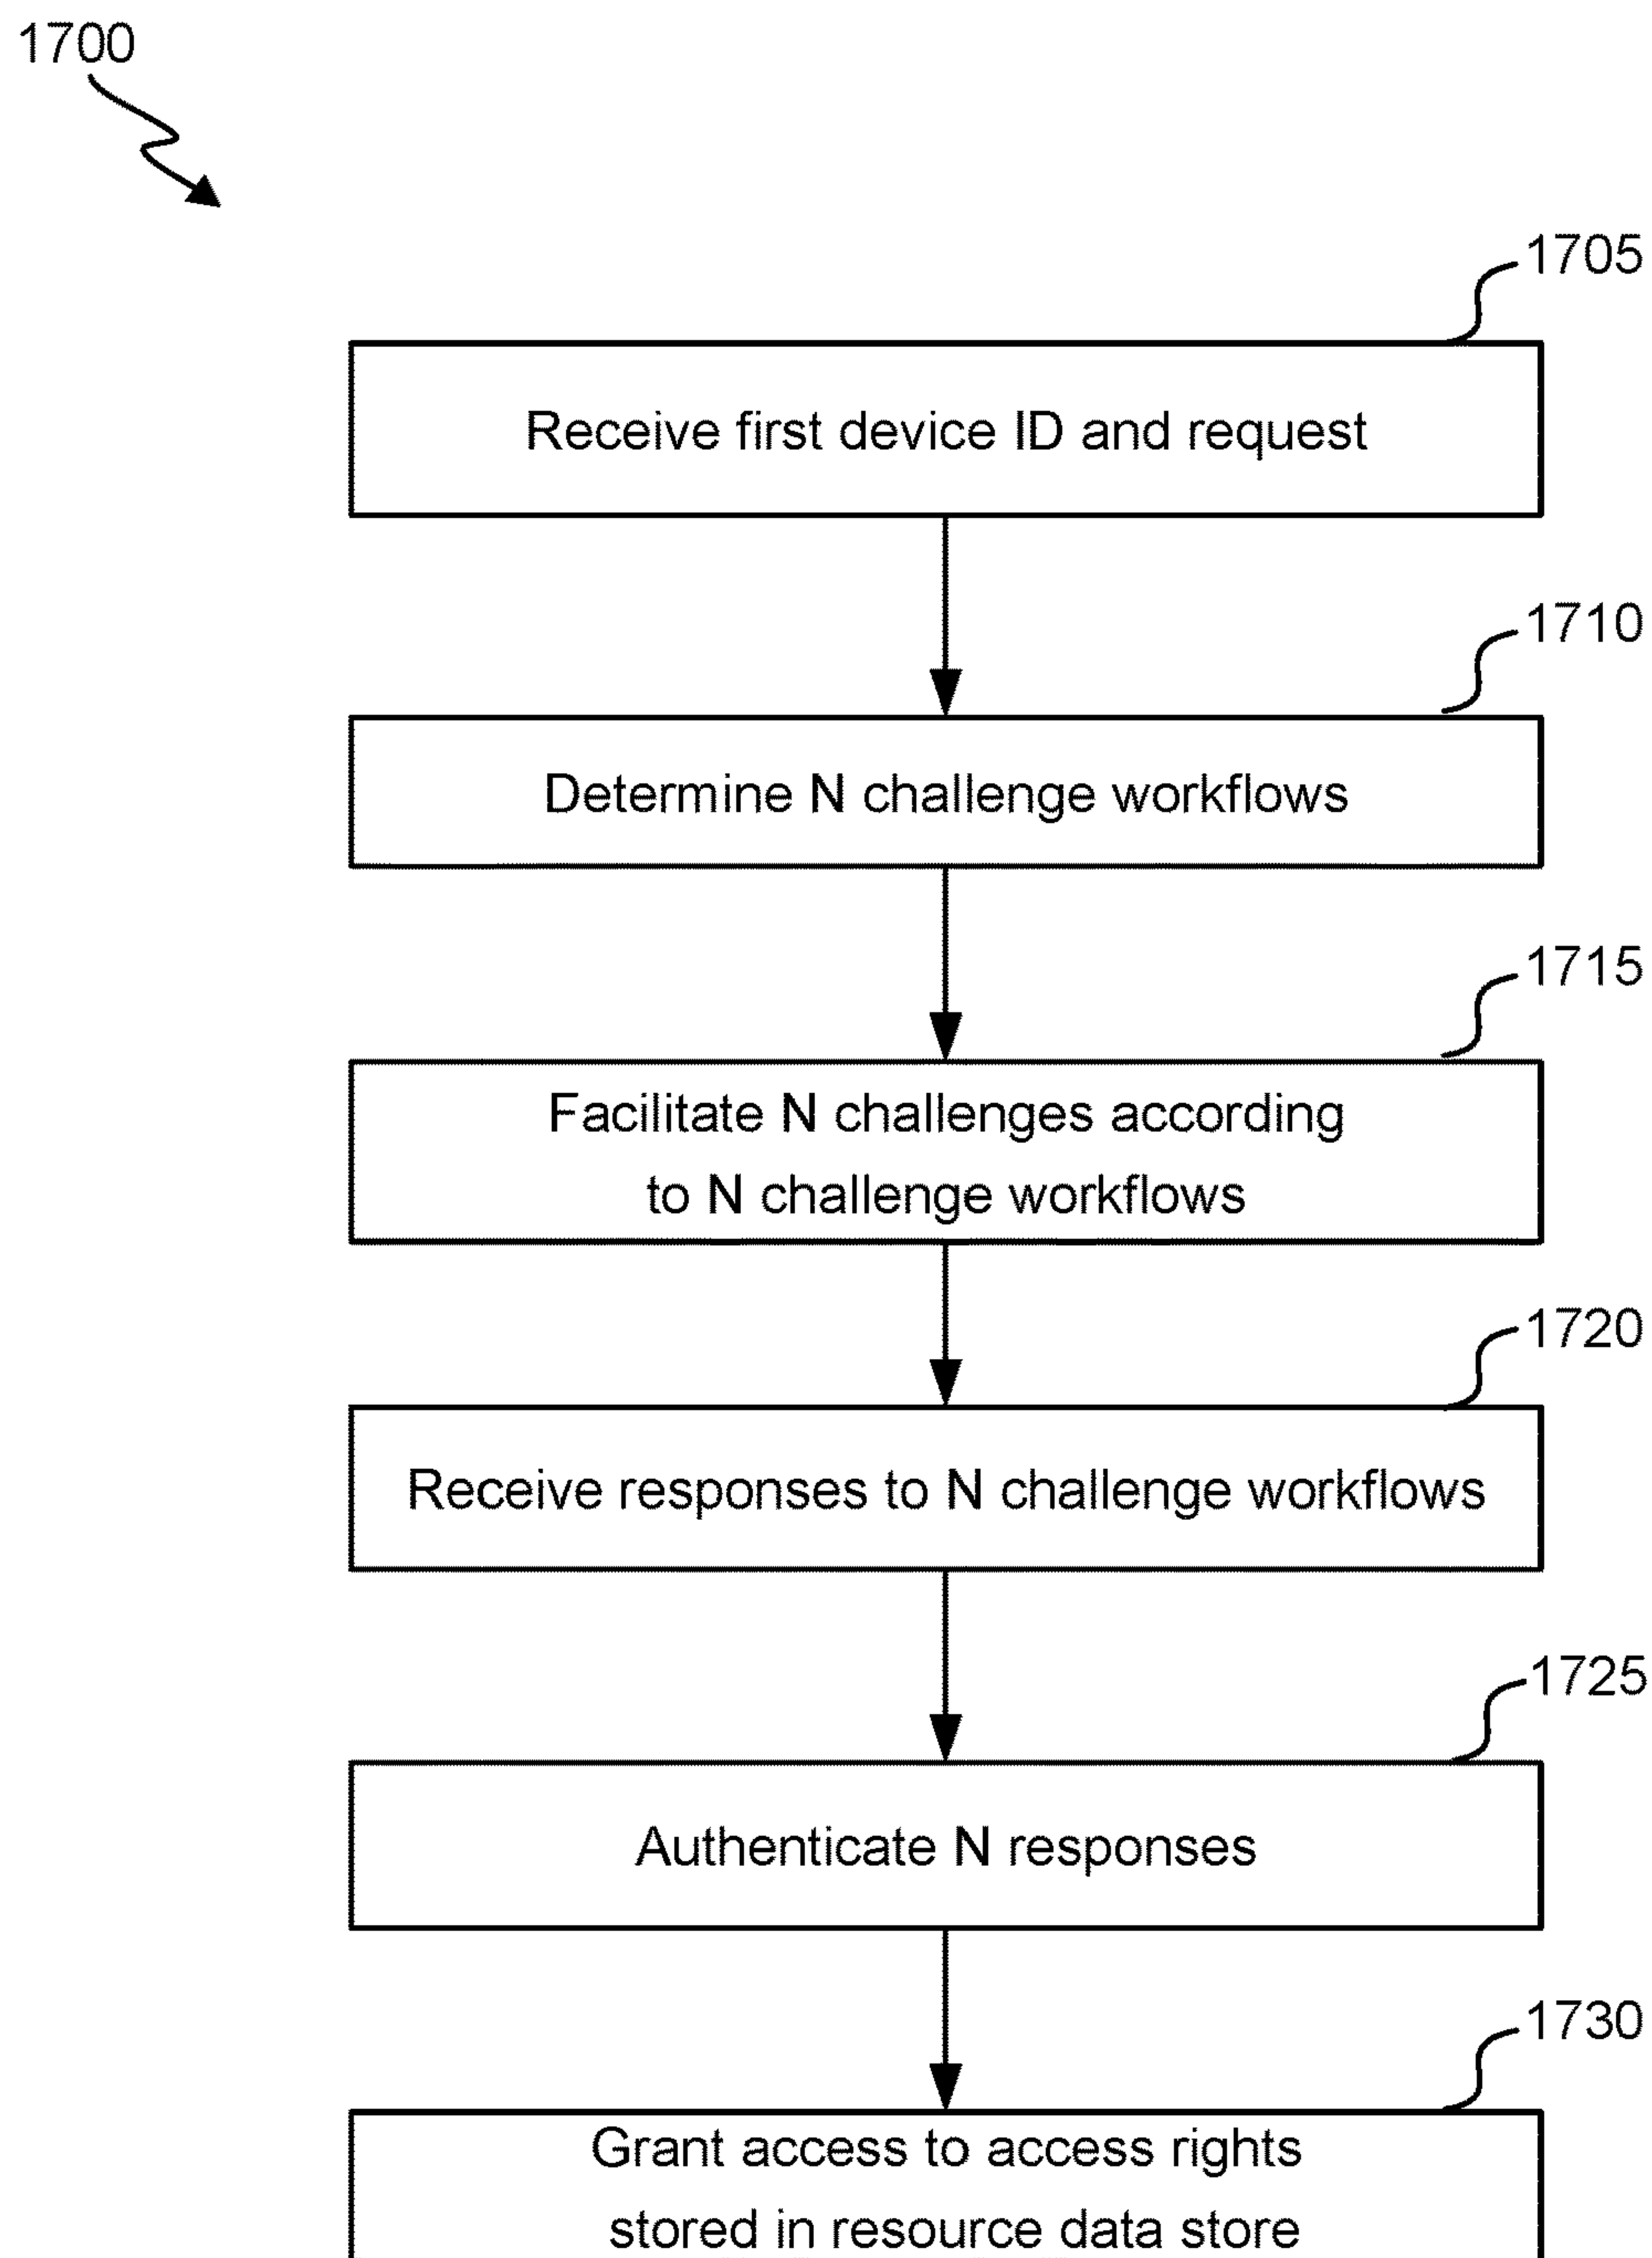 1700
1705
Receive first device ID and request
1710
Determine N challenge workflows
1715
Facilitate N challenges according
to N challenge workflows
1720
Receive responses to N challenge workflows
1725
Authenticate N responses
1730
Grant access to access rights
stored in resource data store